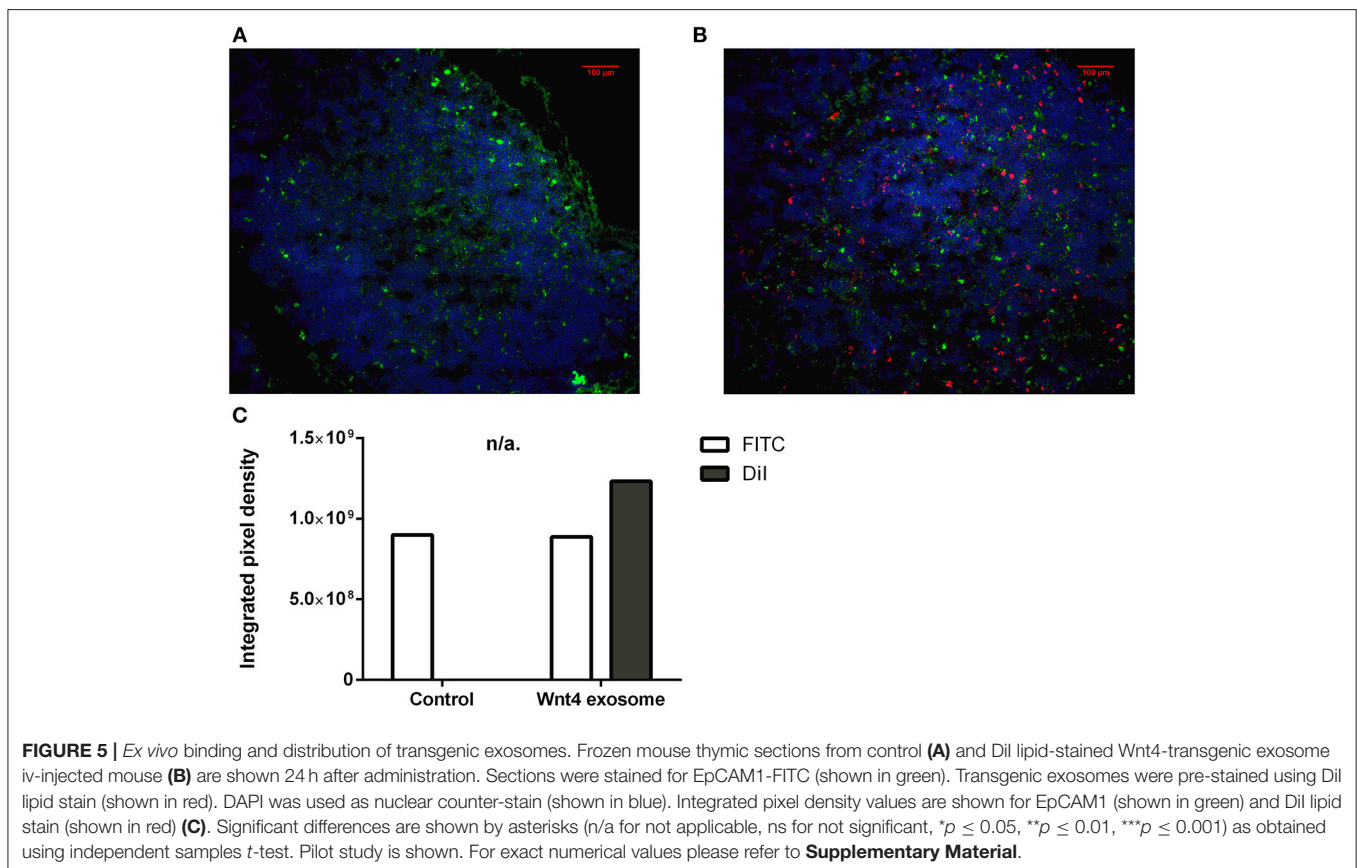 A
B
100 µm
100 µm
C
1.5×10⁹
1.0×10⁹
5.0×10⁸
0
Integrated pixel density
n/a.
FITC
DiI
Control
Wnt4 exosome
FIGURE 5 | Ex vivo binding and distribution of transgenic exosomes. Frozen mouse thymic sections from control (A) and DiI lipid-stained Wnt4-transgenic exosome
iv-injected mouse (B) are shown 24 h after administration. Sections were stained for EpCAM1-FITC (shown in green). Transgenic exosomes were pre-stained using DiI
lipid stain (shown in red). DAPI was used as nuclear counter-stain (shown in blue). Integrated pixel density values are shown for EpCAM1 (shown in green) and DiI lipid
stain (shown in red) (C). Significant differences are shown by asterisks (n/a for not applicable, ns for not significant, *p ≤ 0.05, **p ≤ 0.01, ***p ≤ 0.001) as obtained
using independent samples t-test. Pilot study is shown. For exact numerical values please refer to Supplementary Material.